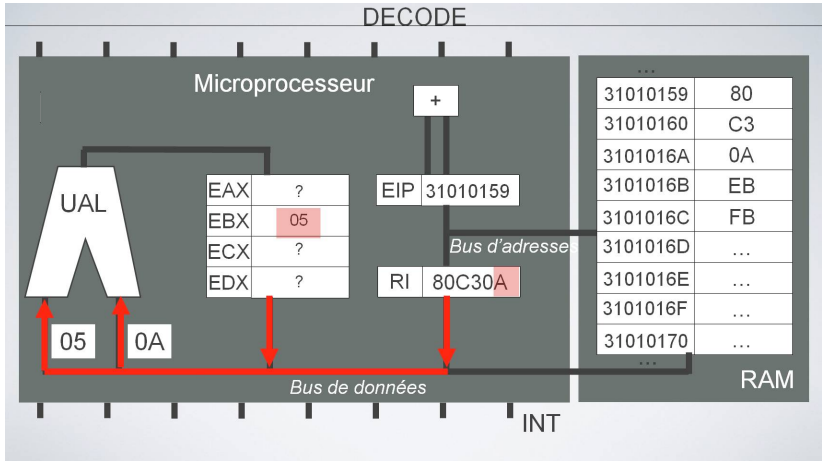 DECODE
Microprocesseur
+
UAL
EAX ?
EBX 05
ECX ?
EDX ?
EIP 31010159
Bus d'adresses
RI 80C30A
05
0A
Bus de données
INT
...
31010159 80
31010160 C3
3101016A 0A
3101016B EB
3101016C FB
3101016D ...
3101016E ...
3101016F ...
31010170 ...
...
RAM